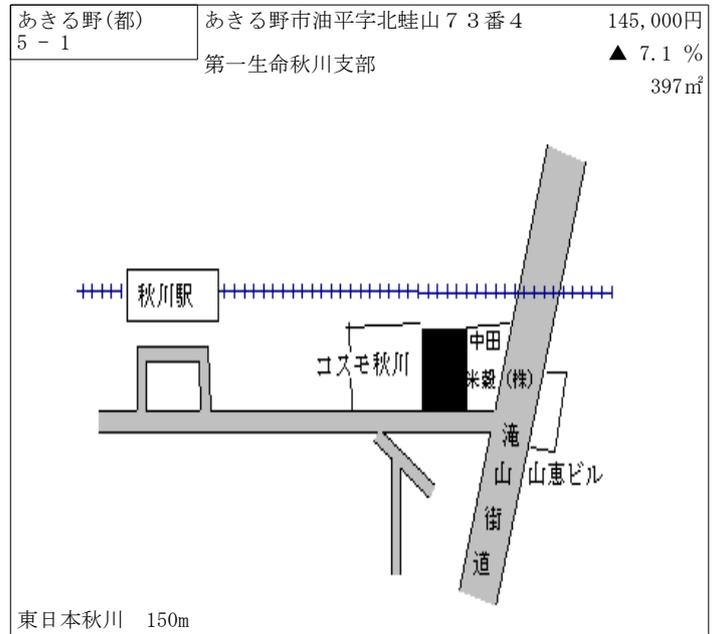 あきる野(都)
5 - 1
あきる野市油平字北蛙山７３番４
第一生命秋川支部
145,000円
▲ 7.1 %
397㎡
秋川駅
コスモ秋川
中田
米穀（株）
滝山街道
山恵ビル
東日本秋川　150m